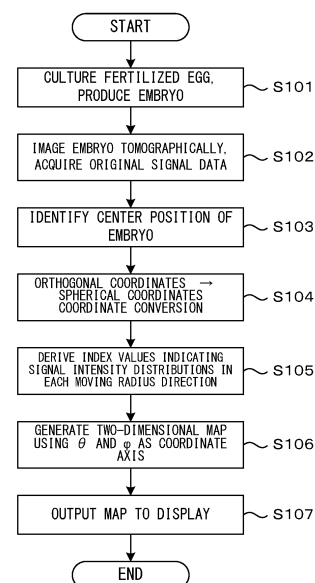 START
CULTURE FERTILIZED EGG,
PRODUCE EMBRYO
S101
IMAGE EMBRYO TOMOGRAPHICALLY,
ACQUIRE ORIGINAL SIGNAL DATA
S102
IDENTIFY CENTER POSITION OF
EMBRYO
S103
ORTHOGONAL COORDINATES →
SPHERICAL COORDINATES
COORDINATE CONVERSION
S104
DERIVE INDEX VALUES INDICATING
SIGNAL INTENSITY DISTRIBUTIONS IN
EACH MOVING RADIUS DIRECTION
S105
GENERATE TWO-DIMENSIONAL MAP
USING θ AND φ AS COORDINATE
AXIS
S106
OUTPUT MAP TO DISPLAY
S107
END